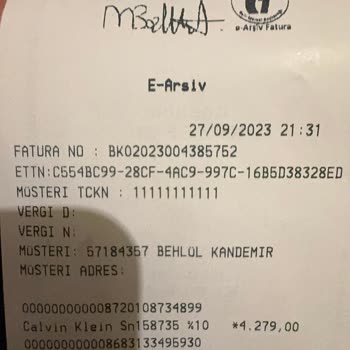 e-Arşiv Fatura
E-Arsiv
27/09/2023 21:31
FATURA NO : BK02023004385752
ETTN:C554BC99-28CF-4AC9-997C-16B5D38328ED
MÜSTERI TCKN : 11111111111
VERGI D:
VERGI N:
MÜSTERI: 57184357 BEHLÜL KANDEMIR
MÜSTERI ADRES:
0000000000008720108734899
Calvin Klein Sn158735 %10 *4.279,00
0000000000008683133495930